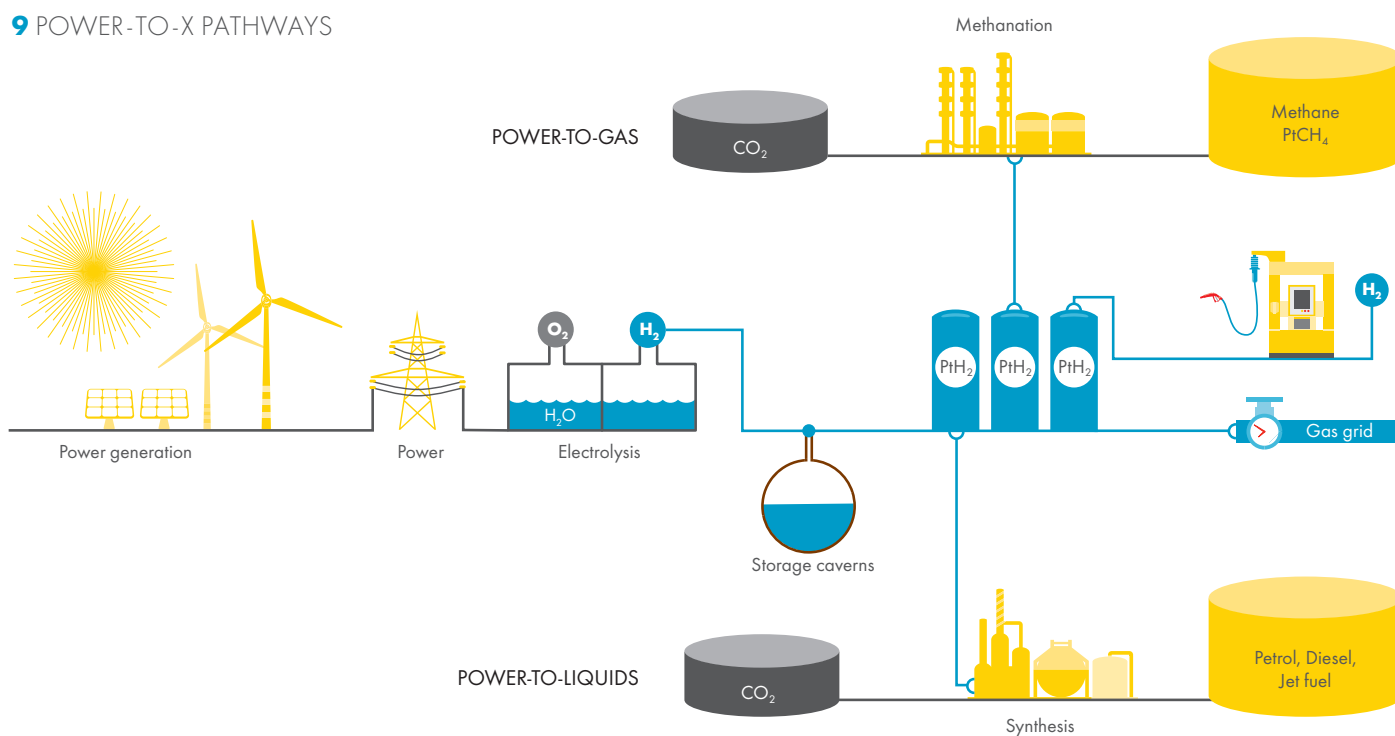 9 POWER-TO-X PATHWAYS
Methanation
POWER-TO-GAS
CO₂
Methane
PtCH₄
O₂
H₂
H₂
PtH₂
PtH₂
PtH₂
H₂O
Gas grid
Power generation
Power
Electrolysis
Storage caverns
POWER-TO-LIQUIDS
CO₂
Petrol, Diesel,
Jet fuel
Synthesis